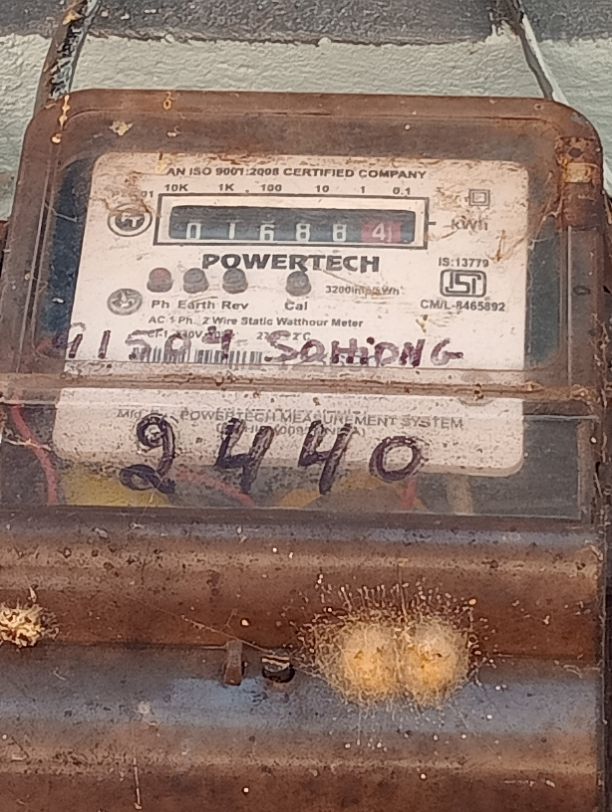 AN ISO 9001:2008 CERTIFIED COMPANY
10K 1K 100 10 1 0.1
0 1 6 8 8 4
kWh
POWERTECH
IS:13779
3200imp/kWh
Ph Earth Rev Cal
CM/L-8465892
AC 1-Ph. 2 Wire Static Watthour Meter
SOHIONG
POWERTECH MEASUREMENT SYSTEM
2440